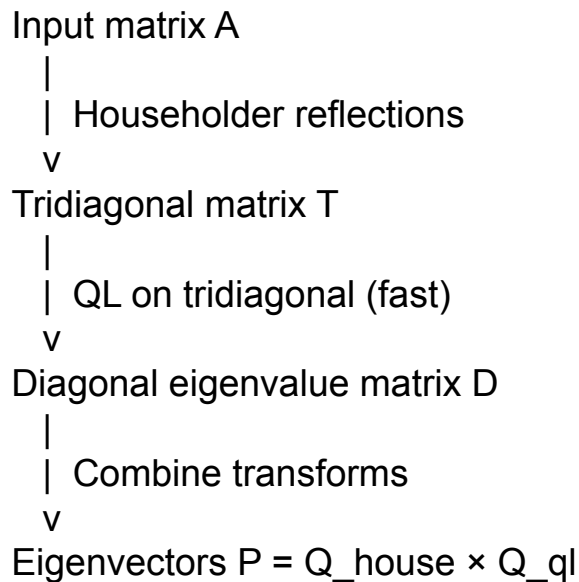 Input matrix A
|
| Householder reflections
v
Tridiagonal matrix T
|
| QL on tridiagonal (fast)
v
Diagonal eigenvalue matrix D
|
| Combine transforms
v
Eigenvectors P = Q_house × Q_ql